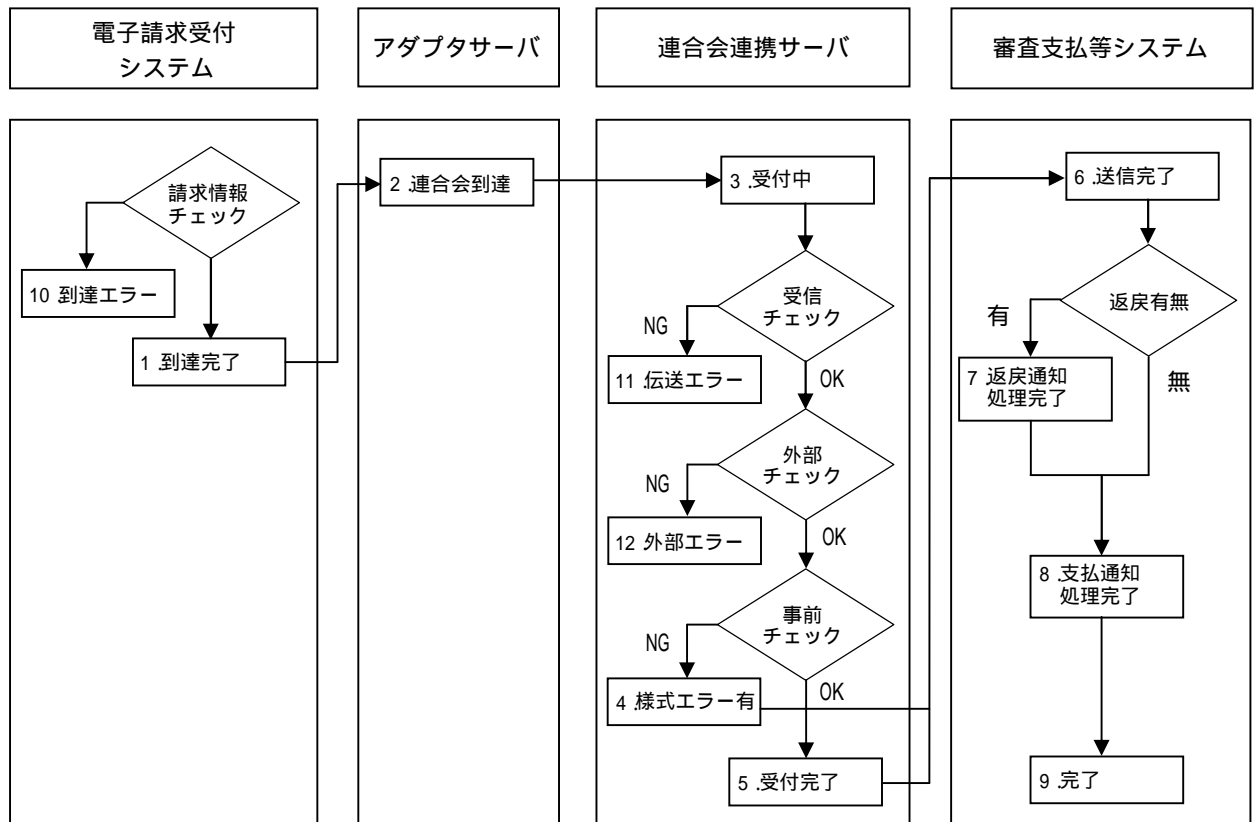 電子請求受付
システム
アダプタサーバ
連合会連携サーバ
審査支払等システム
請求情報
チェック
10 .到達エラー
1 .到達完了
2 .連合会到達
3 .受付中
受信
チェック
NG
OK
11 .伝送エラー
外部
チェック
NG
OK
12 .外部エラー
事前
チェック
NG
OK
4 .様式エラー有
5 .受付完了
6 .送信完了
返戻有無
有
無
7 .返戻通知
処理完了
8 .支払通知
処理完了
9 .完了